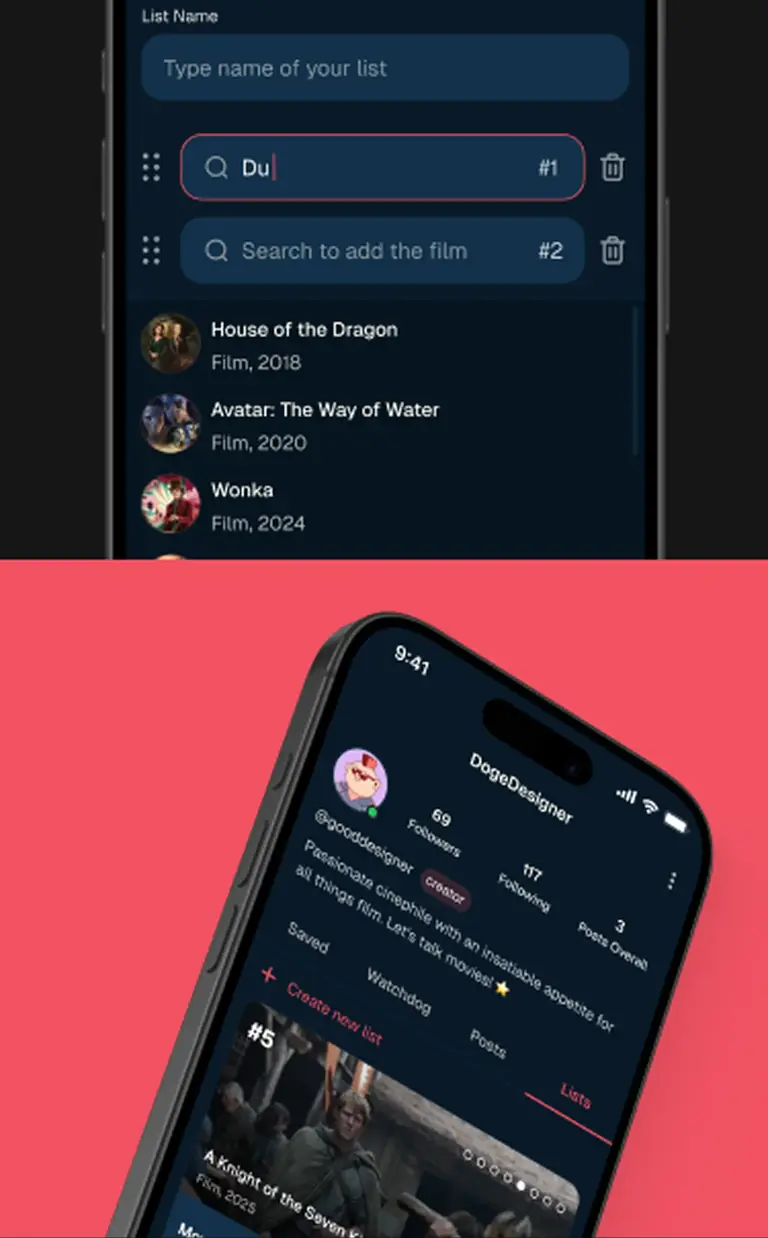 List Name
Type name of your list
Du
#1
Search to add the film
#2
House of the Dragon
Film, 2018
Avatar: The Way of Water
Film, 2020
Wonka
Film, 2024
9:41
DogeDesigner
69
Followers
117
Following
3
Posts Overall
@gooddesigner
creator
Passionate cinephile with an insatiable appetite for
all things film. Let's talk movies!⭐
Saved
Watchdog
Posts
Lists
+ Create new list
#5
A Knight of the Seven
Film, 2025